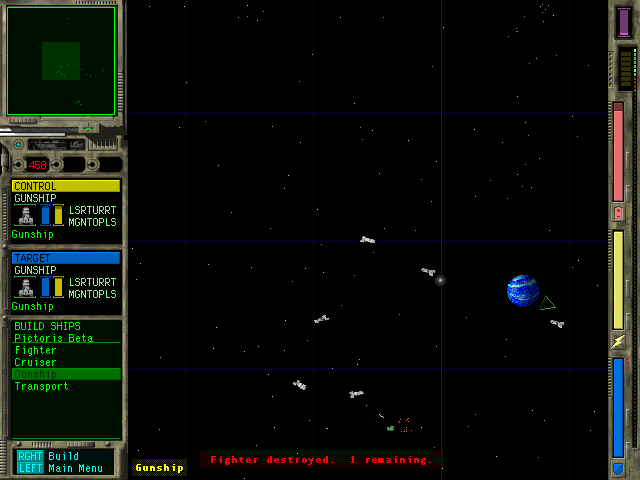 458
CONTROL
GUNSHIP
LSRTURRT
MGNTOPLS
Gunship
TARGET
GUNSHIP
LSRTURRT
MGNTOPLS
Gunship
BUILD SHIPS
Pictoris Beta
Fighter
Cruiser
Gunship
Transport
RGHT Build
LEFT Main Menu
Gunship
Fighter destroyed. 1 remaining.